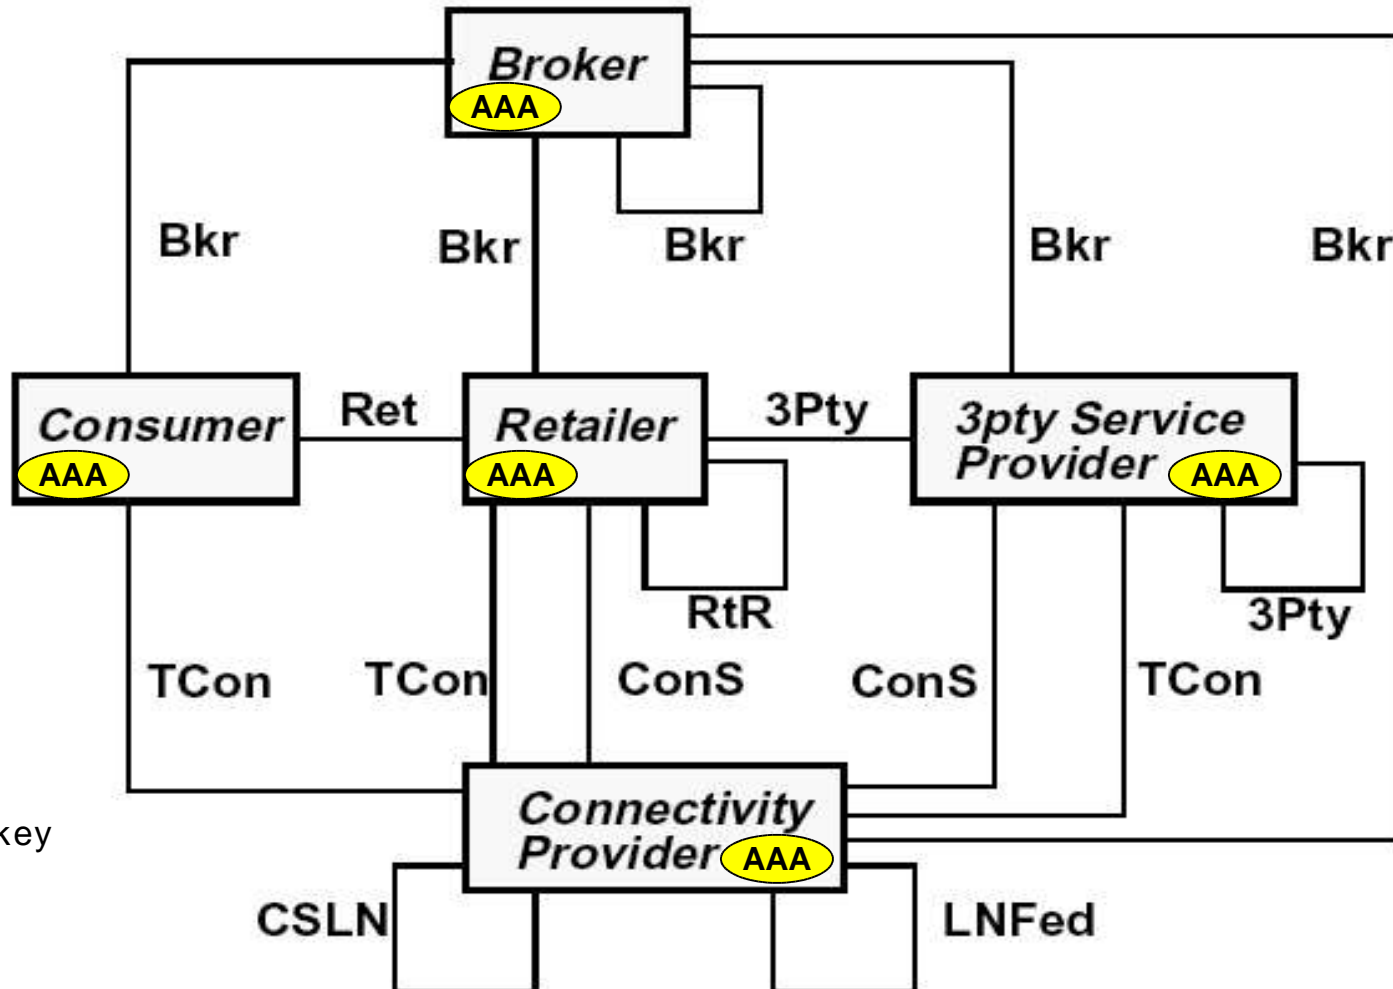 Broker
AAA
Bkr
Bkr
Bkr
Bkr
Bkr
Consumer
AAA
Ret
Retailer
AAA
3Pty
3pty Service
Provider
AAA
RtR
3Pty
TCon
TCon
ConS
ConS
TCon
Connectivity
Provider
AAA
key
CSLN
LNFed